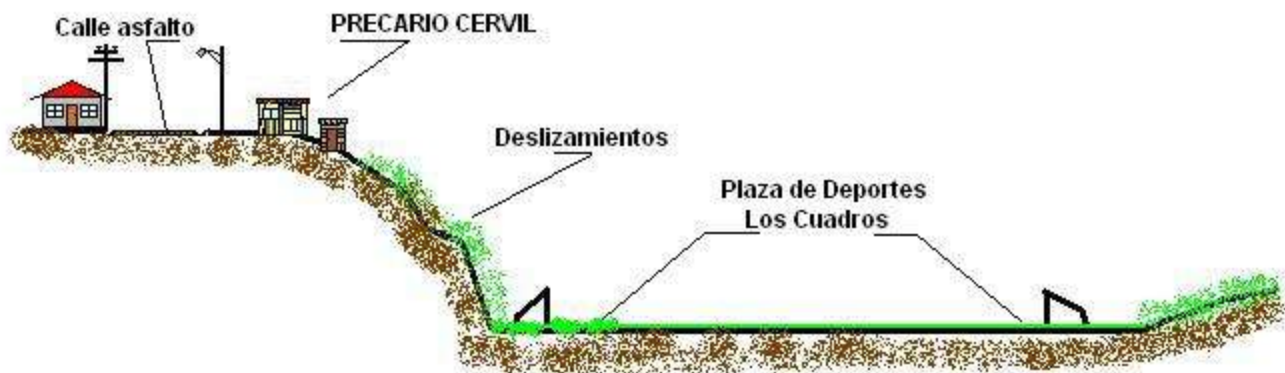 Calle asfalto
PRECARIO CERVIL
Deslizamientos
Plaza de Deportes
Los Cuadros